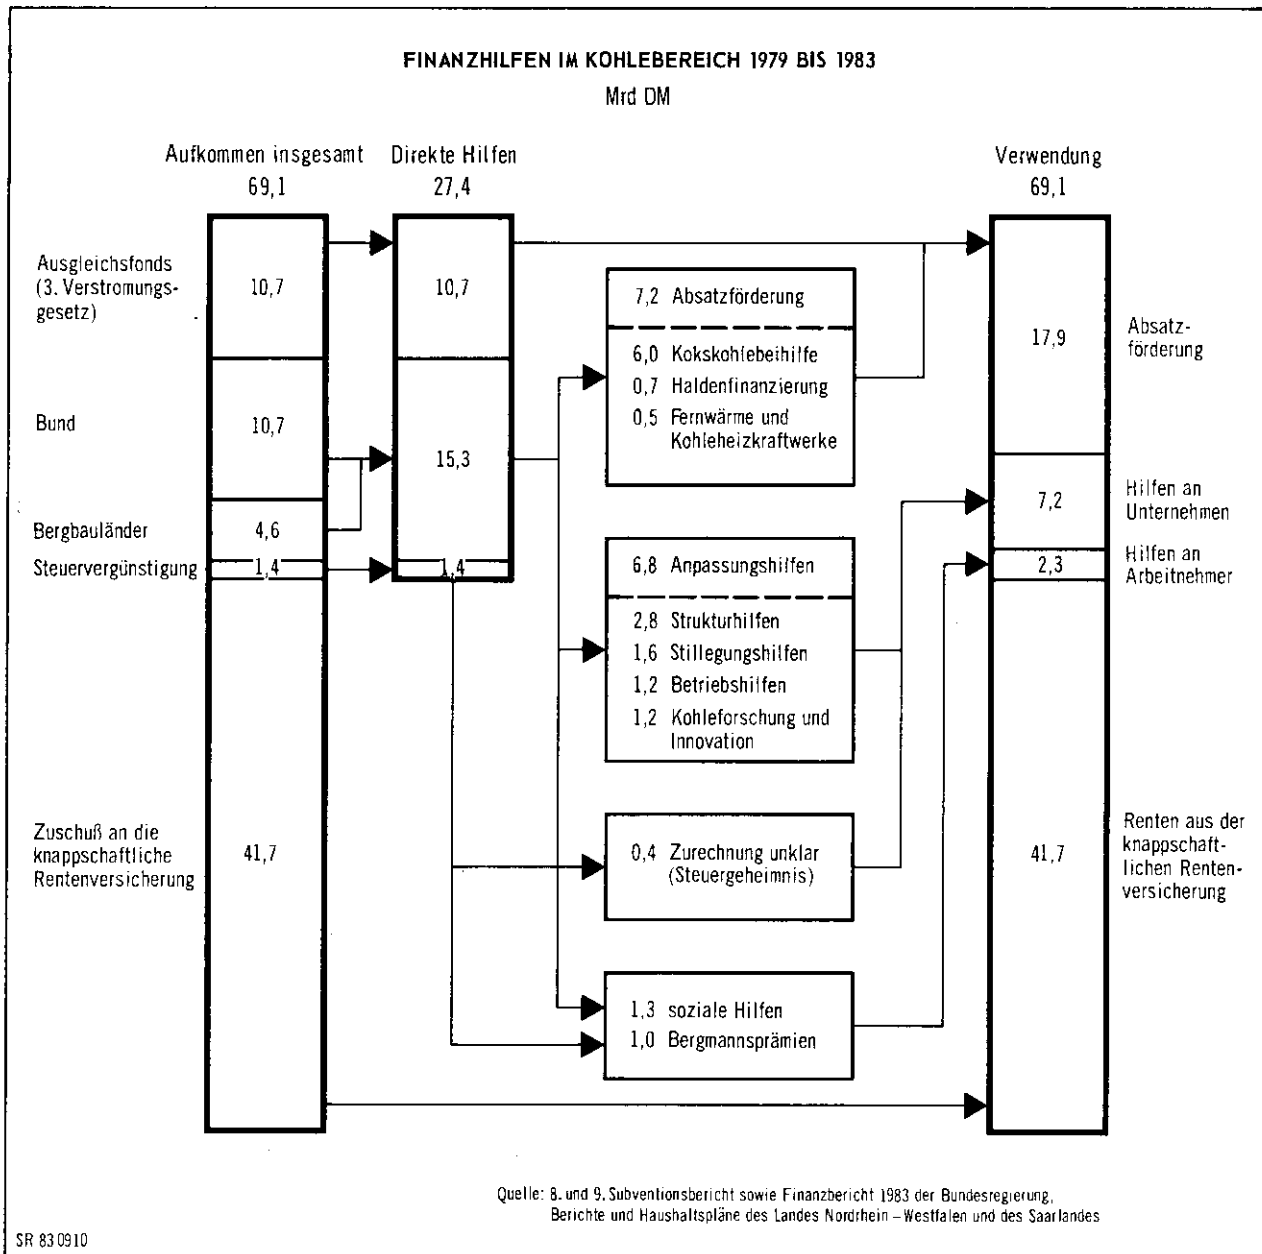 FINANZHILFEN IM KOHLEBEREICH 1979 BIS 1983
Mrd DM
Aufkommen insgesamt
69,1
Direkte Hilfen
27,4
Verwendung
69,1
Ausgleichsfonds
(3. Verstromungs-
gesetz)
10,7
10,7
7,2 Absatzförderung
6,0 Kokskohlebeihilfe
0,7 Haldenfinanzierung
0,5 Fernwärme und
Kohleheizkraftwerke
17,9
Absatz-
förderung
Bund
10,7
15,3
Bergbauländer
4,6
Steuervergünstigung
1,4
1,4
7,2
Hilfen an
Unternehmen
2,3
Hilfen an
Arbeitnehmer
6,8 Anpassungshilfen
2,8 Strukturhilfen
1,6 Stillegungshilfen
1,2 Betriebshilfen
1,2 Kohleforschung und
Innovation
Zuschuß an die
knappschaftliche
Rentenversicherung
41,7
0,4 Zurechnung unklar
(Steuergeheimnis)
41,7
Renten aus der
knappschaft-
lichen Renten-
versicherung
1,3 soziale Hilfen
1,0 Bergmannsprämien
Quelle: 8. und 9. Subventionsbericht sowie Finanzbericht 1983 der Bundesregierung,
Berichte und Haushaltspläne des Landes Nordrhein – Westfalen und des Saarlandes
SR 83 0910